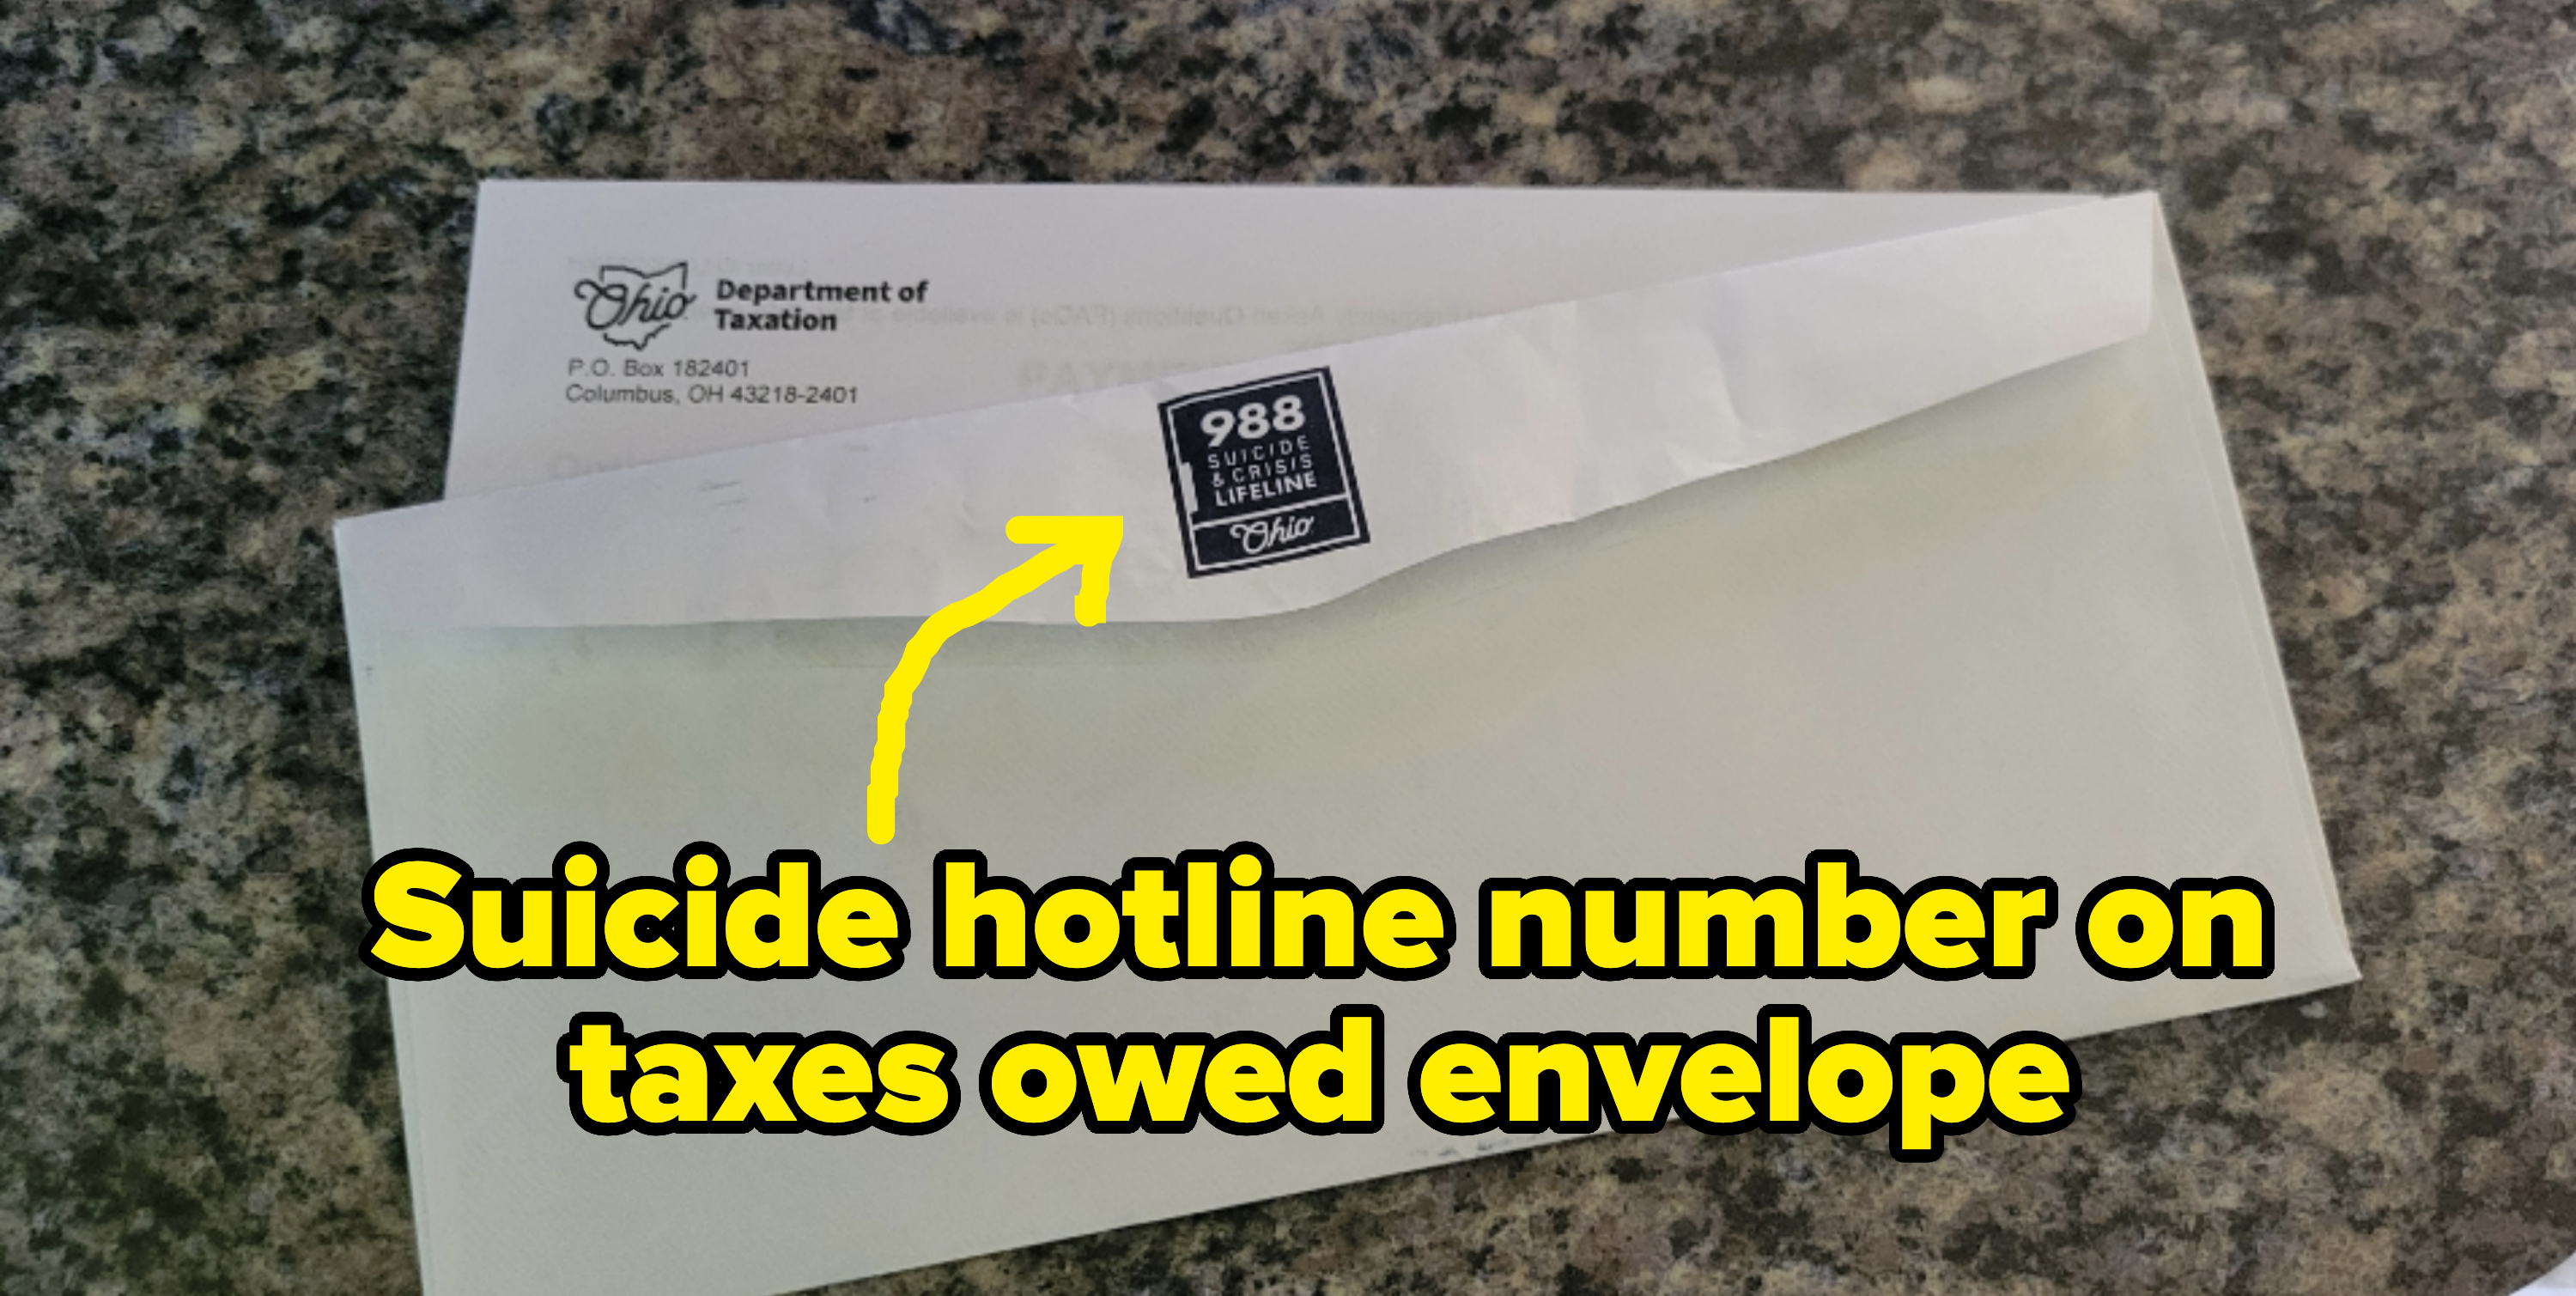 Ohio
Department of
Taxation
P.O. Box 182401
Columbus, OH 43218-2401
988
SUICIDE
& CRISIS
LIFELINE
Ohio
Suicide hotline number on
taxes owed envelope